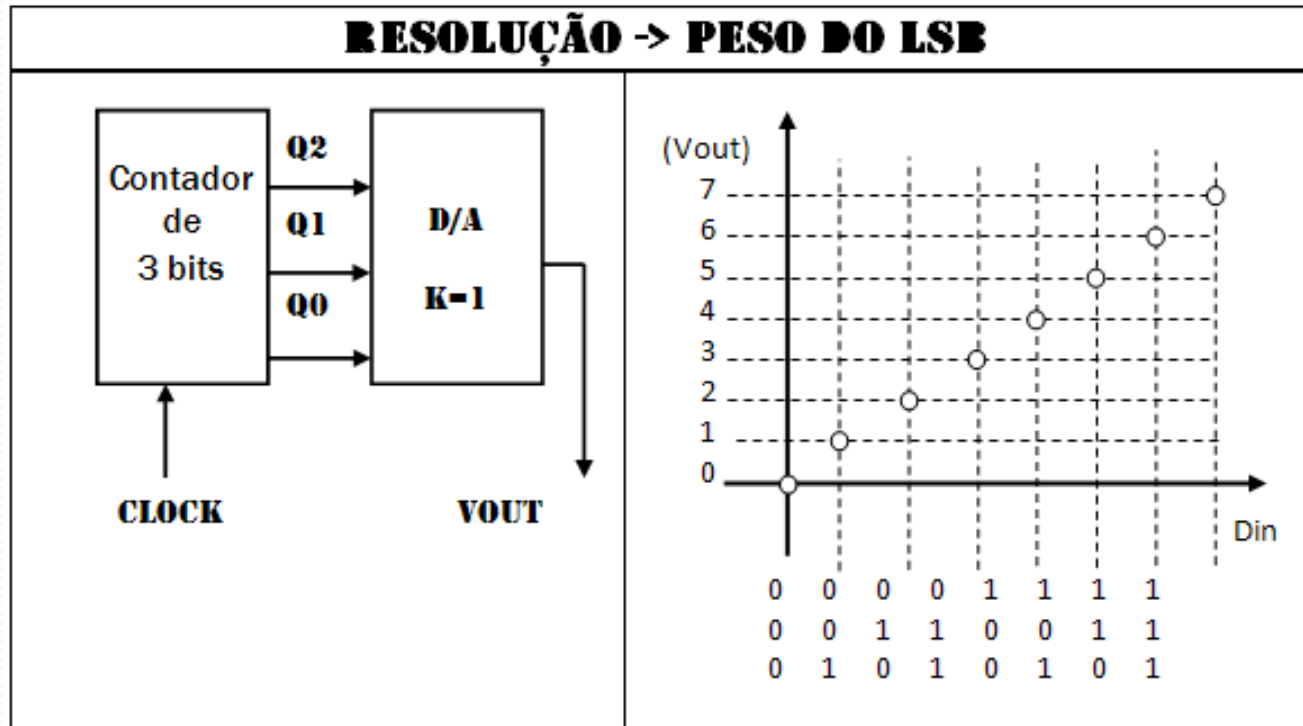 RESOLUÇÃO -> PESO DO LSB
Contador
de
3 bits
Q2
Q1
Q0
D/A
K=1
CLOCK
VOUT
(Vout)
7
6
5
4
3
2
1
0
Din
0 0 0 0 1 1 1 1
0 0 1 1 0 0 1 1
0 1 0 1 0 1 0 1